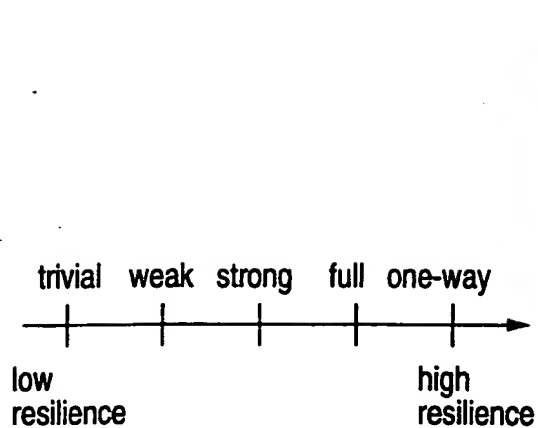 trivial weak strong full one-way
low high
resilience resilience